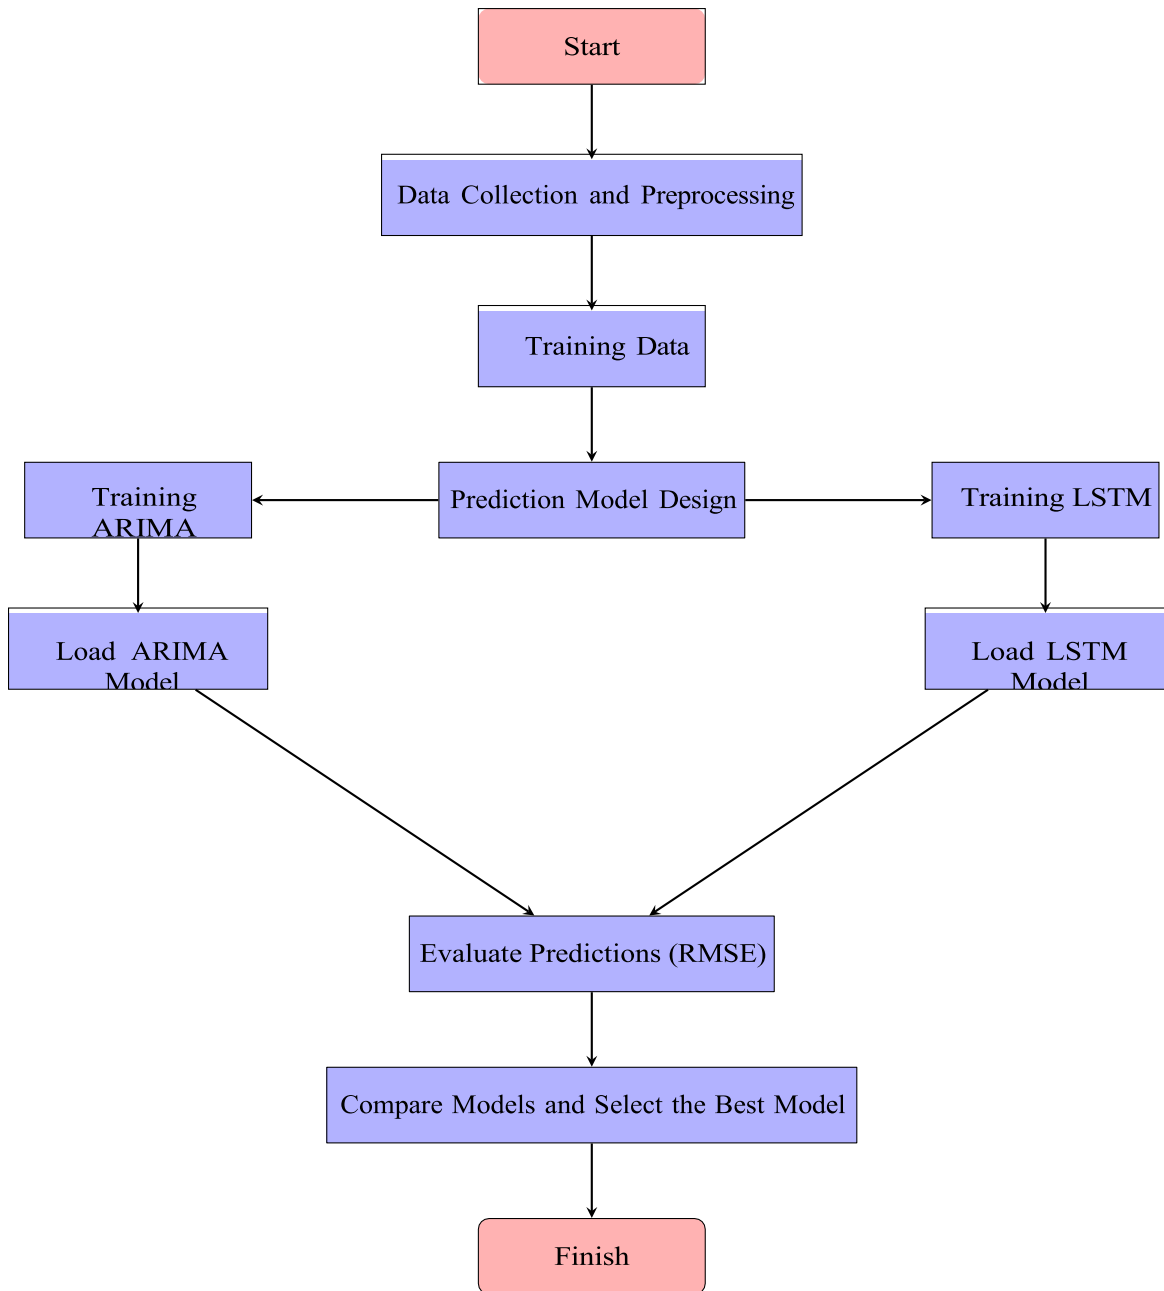 Start
Data Collection and Preprocessing
Training Data
Training
ARIMA
Prediction Model Design
Training LSTM
Load ARIMA
Model
Load LSTM
Model
Evaluate Predictions (RMSE)
Compare Models and Select the Best Model
Finish